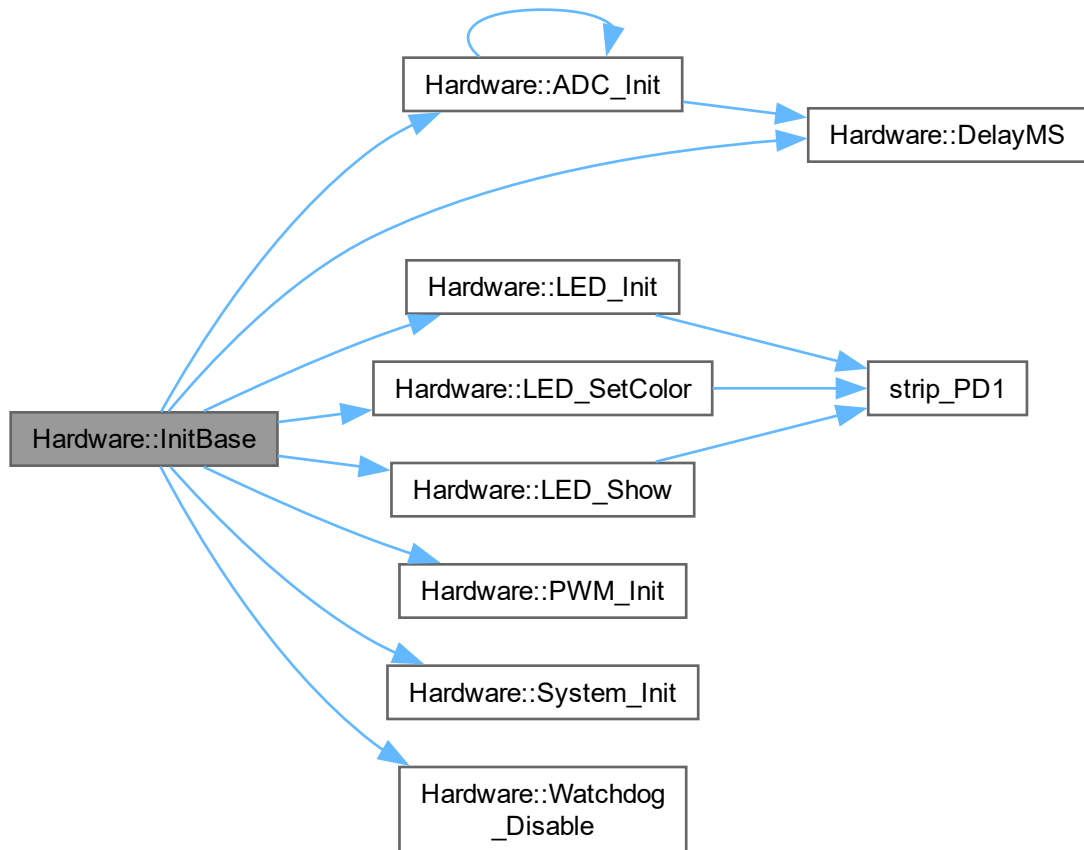 Hardware::ADC_Init
Hardware::DelayMS
Hardware::LED_Init
Hardware::LED_SetColor
strip_PD1
Hardware::InitBase
Hardware::LED_Show
Hardware::PWM_Init
Hardware::System_Init
Hardware::Watchdog
_Disable